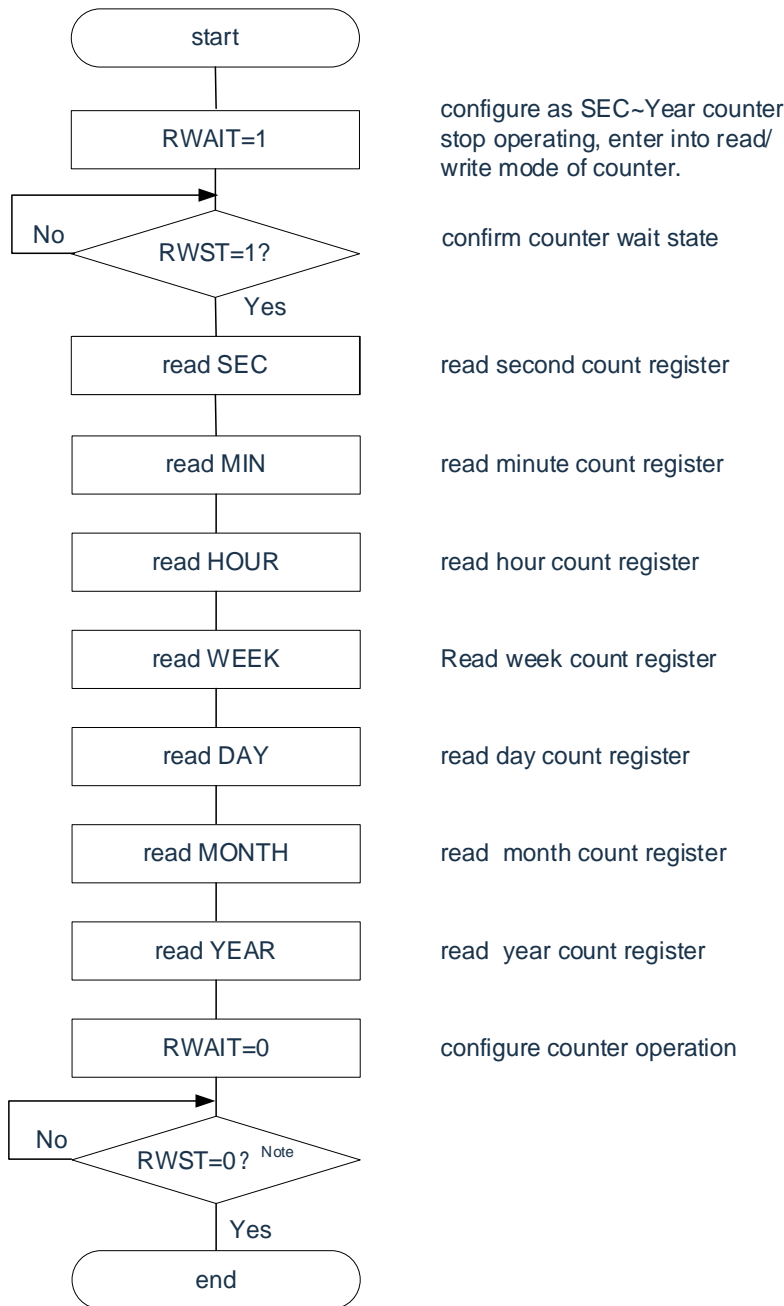 start
RWAIT=1
configure as SEC~Year counter
stop operating, enter into read/
write mode of counter.
No
RWST=1?
confirm counter wait state
Yes
read SEC
read second count register
read MIN
read minute count register
read HOUR
read hour count register
read WEEK
Read week count register
read DAY
read day count register
read MONTH
read  month count register
read YEAR
read  year count register
RWAIT=0
configure counter operation
No
RWST=0? Note
Yes
end